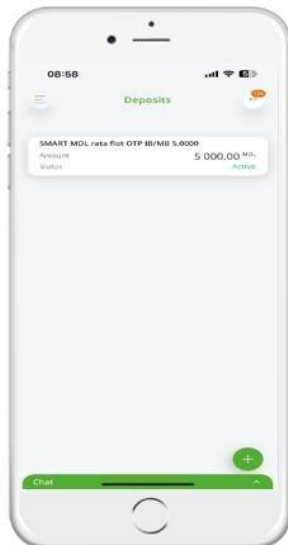 08:58
Deposits
SMART MDL rata flot OTP IB/MB 5.0000
Amount 5 000.00 MDL
Status Active
Chat